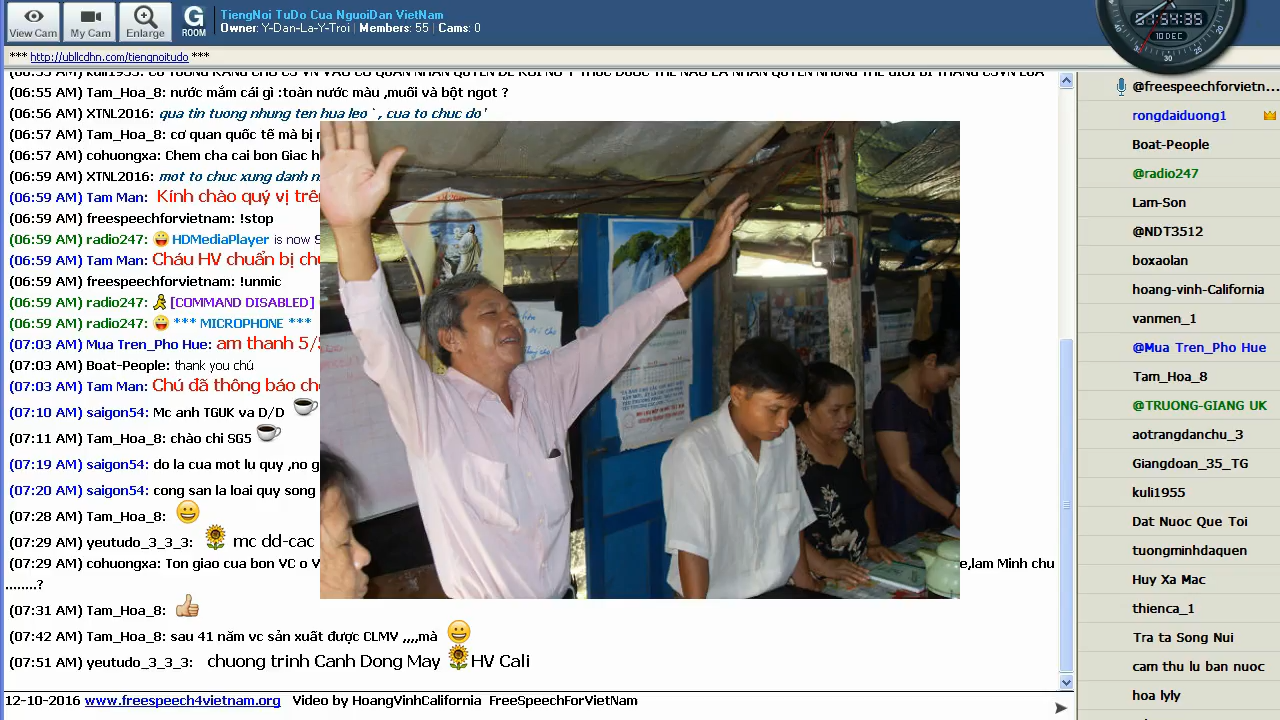 View Cam
My Cam
Enlarge
G
ROOM
TiengNoi TuDo Cua NguoiDan VietNam
Owner: Y-Dan-La-Y-Troi | Members: 55 | Cams: 0
01:54:35
10 DEC
*** http://ubllcdhn.com/tiengnoitudo ***
(06:55 AM) Tam_Hoa_8: nước mắm cái gì :toàn nước màu ,muối và bột ngot ?
(06:56 AM) XTNL2016: qua tin tuong nhung ten hua leo ` , cua to chuc do'
(06:57 AM) Tam_Hoa_8: cơ quan quốc tế mà bị
(06:57 AM) cohuongxa: Chem cha cai bon Giac h
(06:59 AM) XTNL2016: mot to chuc xung danh
(06:59 AM) Tam Man: Kính chào quý vị trên
(06:59 AM) freespeechforvietnam: !stop
(06:59 AM) radio247: HDMediaPlayer is now S
(06:59 AM) Tam Man: Cháu HV chuẩn bị
(06:59 AM) freespeechforvietnam: !unmic
(06:59 AM) radio247: [COMMAND DISABLED]
(06:59 AM) radio247: *** MICROPHONE ***
(07:03 AM) Mua Tren_Pho Hue: am thanh 5/5
(07:03 AM) Boat-People: thank you chú
(07:03 AM) Tam Man: Chú đã thông báo
(07:10 AM) saigon54: Mc anh TGUK va D/D
(07:11 AM) Tam_Hoa_8: chào chi SG5
(07:19 AM) saigon54: do la cua mot lu quy ,no g
(07:20 AM) saigon54: cong san la loai quy song
(07:28 AM) Tam_Hoa_8:
(07:29 AM) yeutudo_3_3_3: mc dd-cac
(07:29 AM) cohuongxa: Ton giao cua bon VC o V e,lam Minh chu
........?
(07:31 AM) Tam_Hoa_8:
(07:42 AM) Tam_Hoa_8: sau 41 năm vc sản xuất được CLMV ,,,,mà
(07:51 AM) yeutudo_3_3_3: chuong trinh Canh Dong May HV Cali
12-10-2016 www.freespeech4vietnam.org Video by HoangVinhCalifornia FreeSpeechForVietNam
@freespeechforvietn...
rongdaiduong1
Boat-People
@radio247
Lam-Son
@NDT3512
boxaolan
hoang-vinh-California
vanmen_1
@Mua Tren_Pho Hue
Tam_Hoa_8
@TRUONG-GIANG UK
aotrangdanchu_3
Giangdoan_35_TG
kuli1955
Dat Nuoc Que Toi
tuongminhdaquen
Huy Xa Mac
thienca_1
Tra ta Song Nui
cam thu lu ban nuoc
hoa lyly